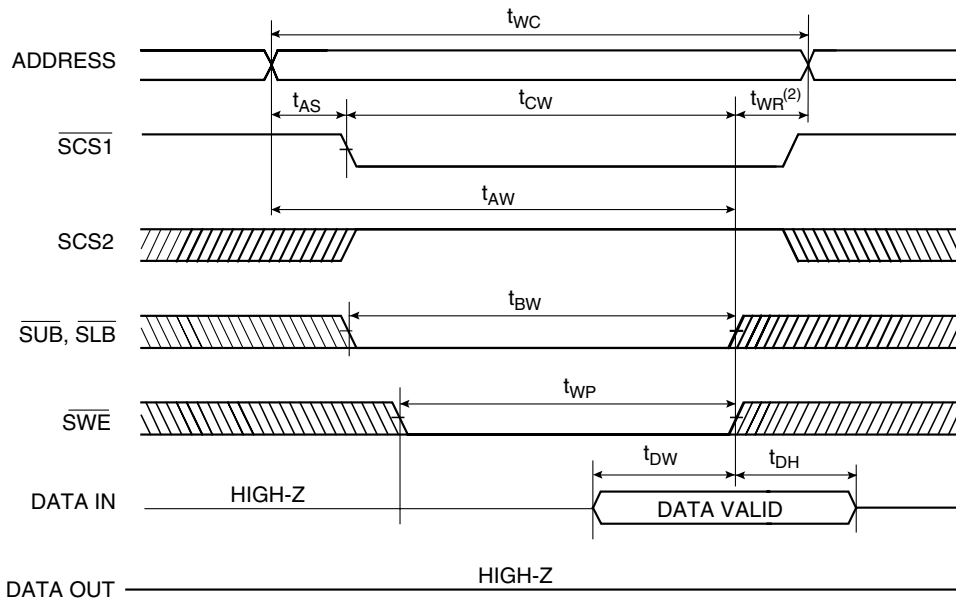 tWC
ADDRESS
tAS
tCW
tWR(2)
SCS1
tAW
SCS2
tBW
SUB, SLB
tWP
SWE
tDW
tDH
DATA IN
HIGH-Z
DATA VALID
HIGH-Z
DATA OUT